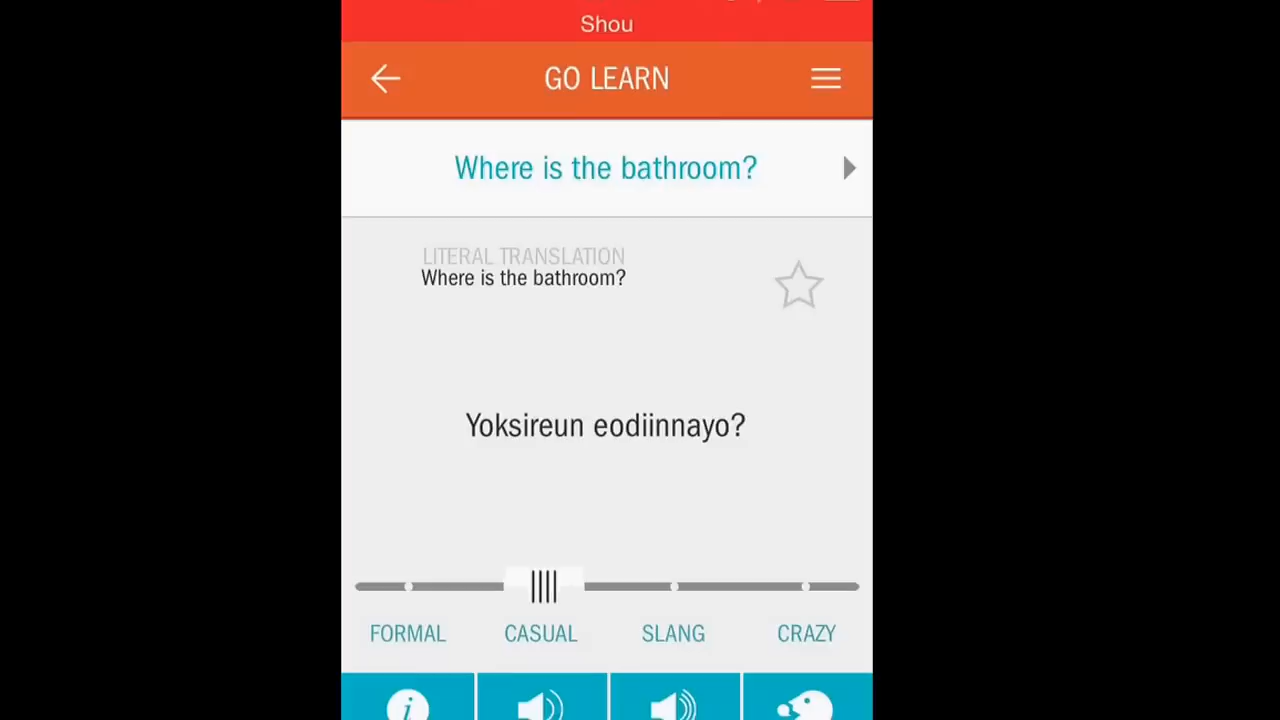 Shou
GO LEARN
Where is the bathroom?
LITERAL TRANSLATION
Where is the bathroom?
Yoksireun eodiinnayo?
FORMAL CASUAL SLANG CRAZY
i